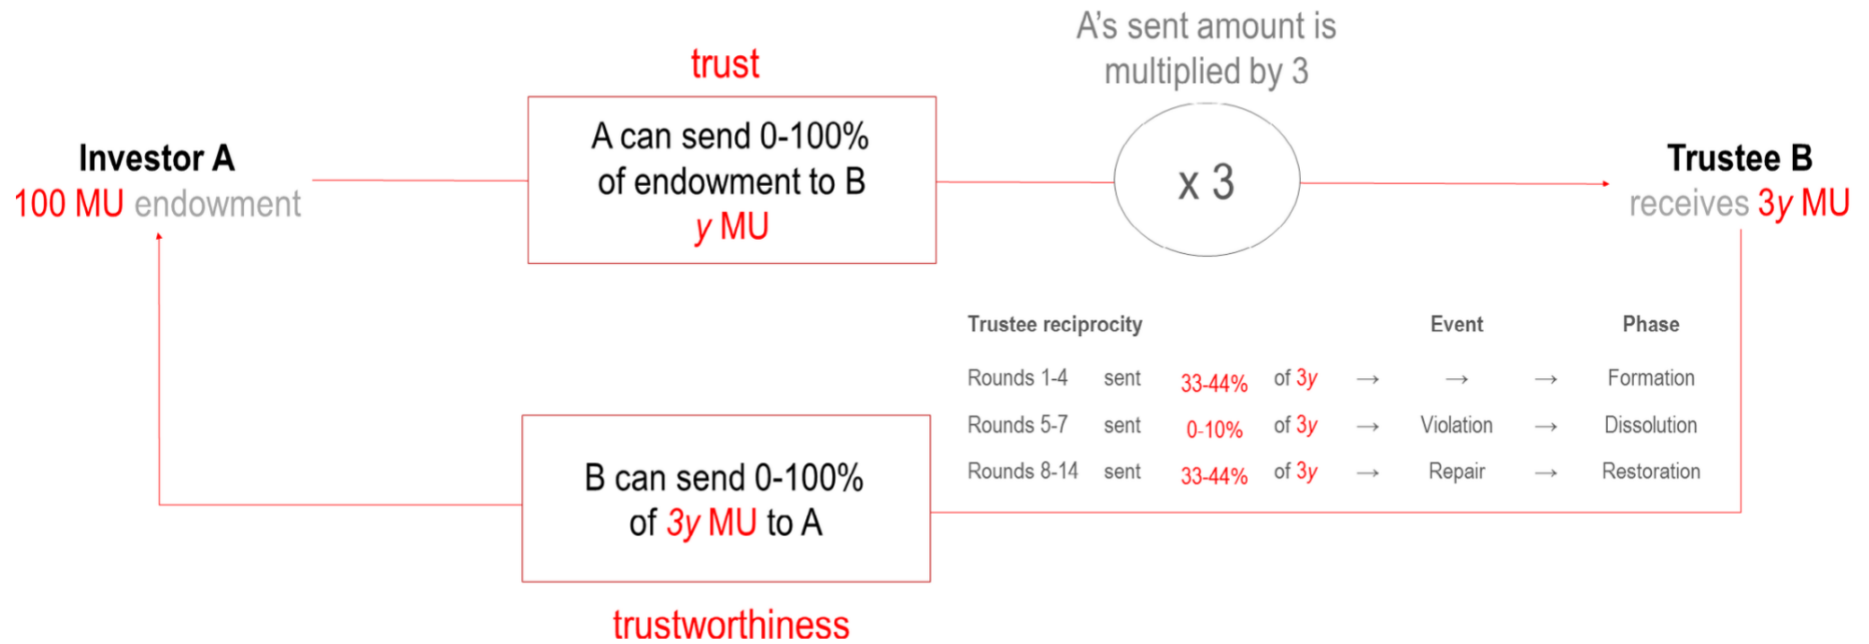 A’s sent amount is
multiplied by 3
trust
A can send 0-100%
of endowment to B
y MU
Investor A
100 MU endowment
x 3
Trustee B
receives 3y MU
Trustee reciprocity Event Phase
Rounds 1-4 sent 33-44% of 3y → → → Formation
Rounds 5-7 sent 0-10% of 3y → Violation → Dissolution
Rounds 8-14 sent 33-44% of 3y → Repair → Restoration
B can send 0-100%
of 3y MU to A
trustworthiness